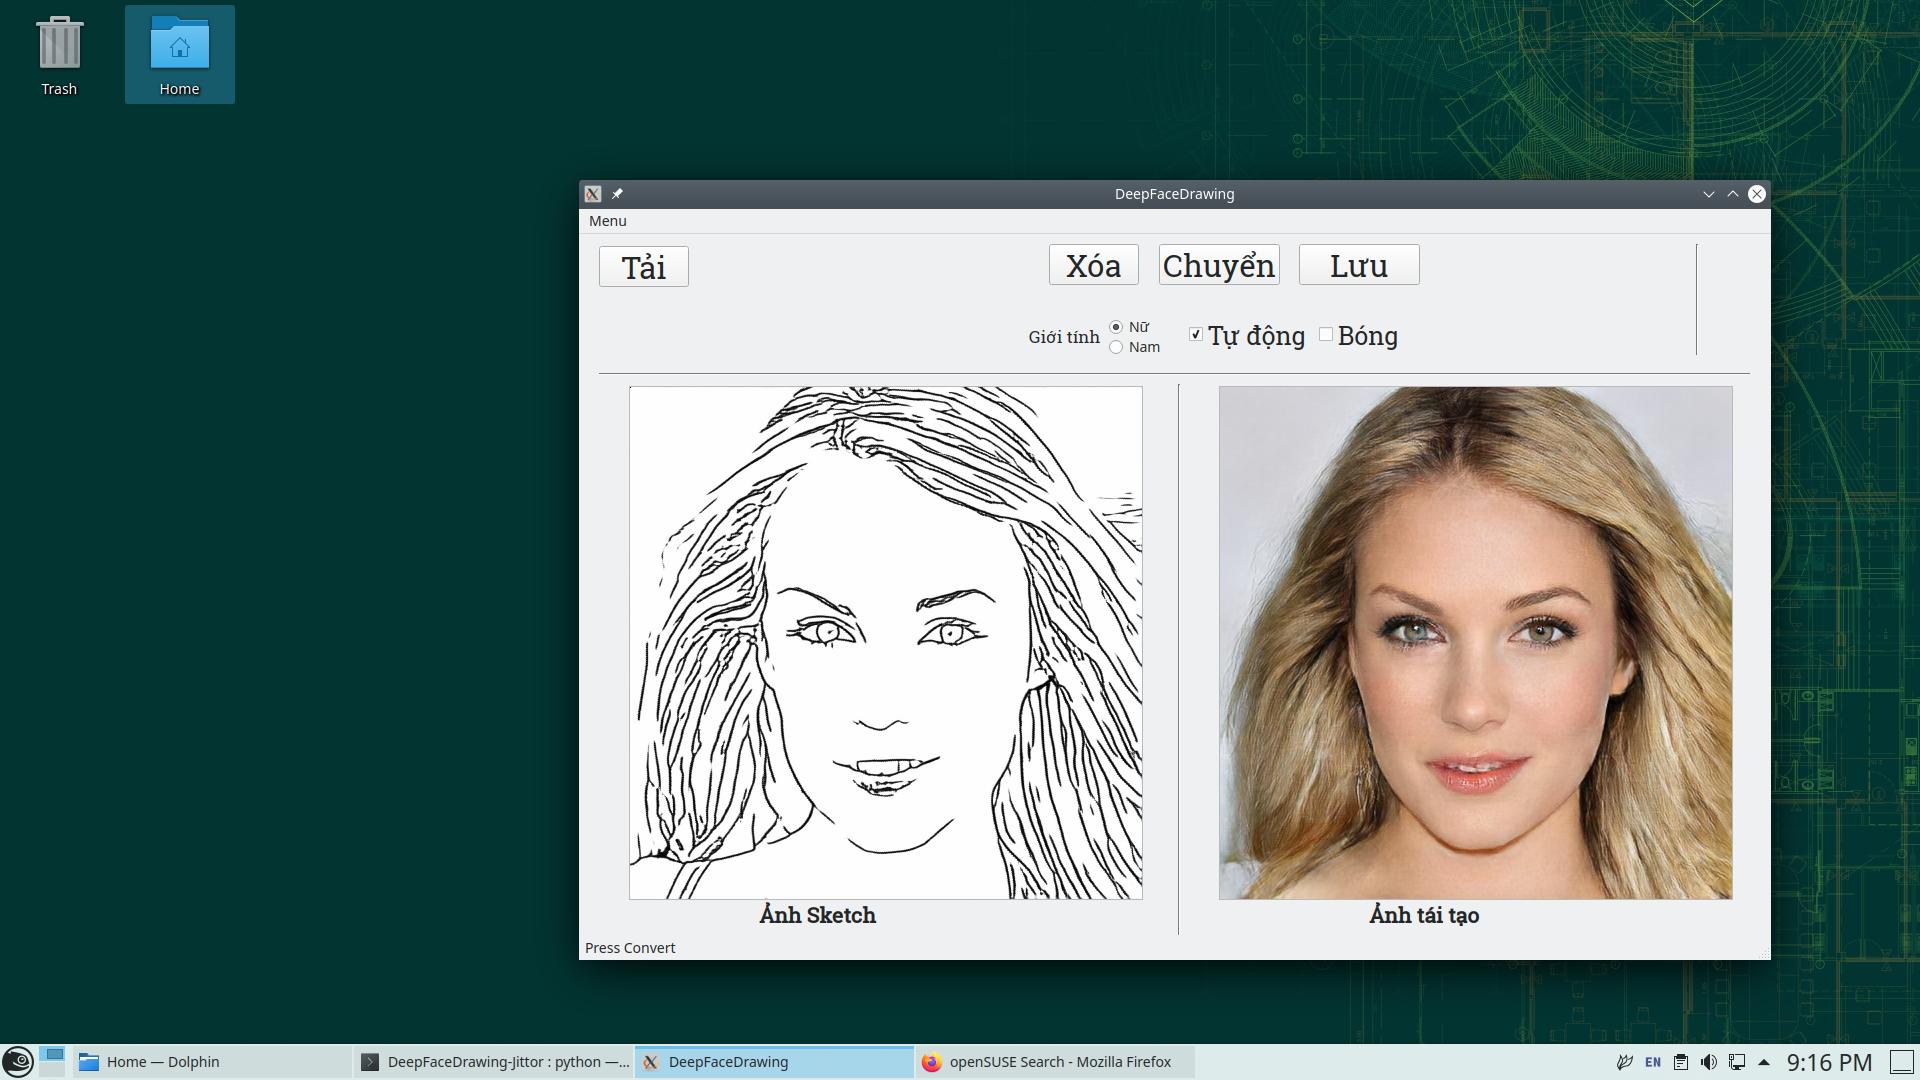 Trash
Home
DeepFaceDrawing
Menu
Tải
Xóa
Chuyển
Lưu
Giới tính
Nữ
Nam
Tự động
Bóng
Ảnh Sketch
Ảnh tái tạo
Press Convert
Home — Dolphin
DeepFaceDrawing-Jittor : python —...
DeepFaceDrawing
openSUSE Search - Mozilla Firefox
EN
9:16 PM